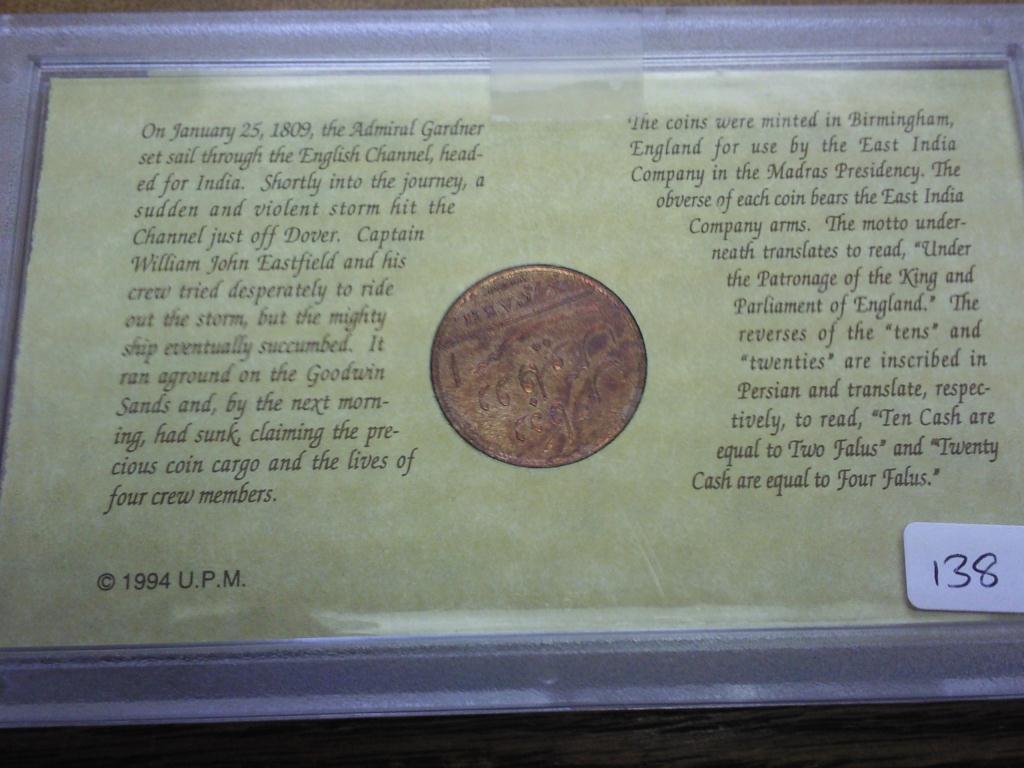 On January 25, 1809, the Admiral Gardner
set sail through the English Channel, head-
ed for India. Shortly into the journey, a
sudden and violent storm hit the
Channel just off Dover. Captain
William John Eastfield and his
crew tried desperately to ride
out the storm, but the mighty
ship eventually succumbed. It
ran aground on the Goodwin
Sands and, by the next morn-
ing, had sunk, claiming the pre-
cious coin cargo and the lives of
four crew members.
© 1994 U.P.M.
The coins were minted in Birmingham,
England for use by the East India
Company in the Madras Presidency. The
obverse of each coin bears the East India
Company arms. The motto under-
neath translates to read, "Under
the Patronage of the King and
Parliament of England." The
reverses of the "tens" and
"twenties" are inscribed in
Persian and translate, respec-
tively, to read, "Ten Cash are
equal to Two Falus" and "Twenty
Cash are equal to Four Falus."
138